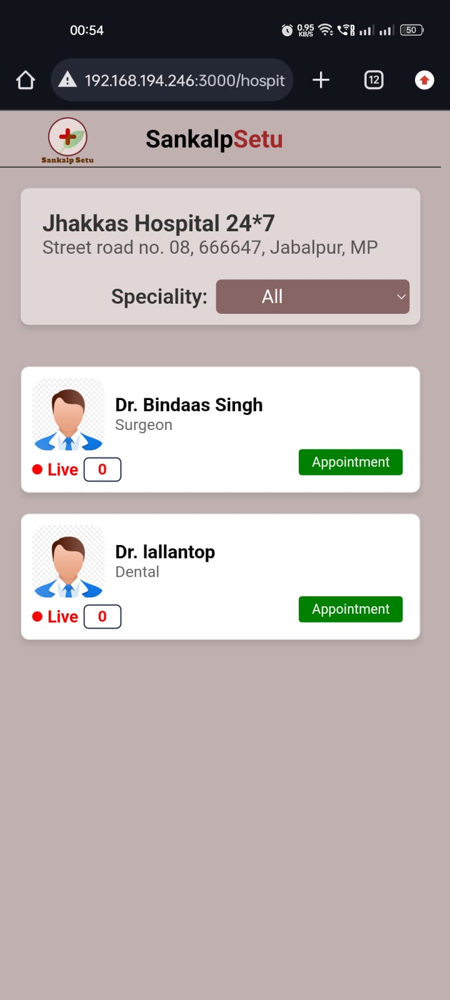 00:54
0.95
KB/S
50
192.168.194.246:3000/hospit
12
Sankalp Setu
SankalpSetu
Jhakkas Hospital 24*7
Street road no. 08, 666647, Jabalpur, MP
Speciality: All
Dr. Bindaas Singh
Surgeon
Live 0
Appointment
Dr. lallantop
Dental
Live 0
Appointment